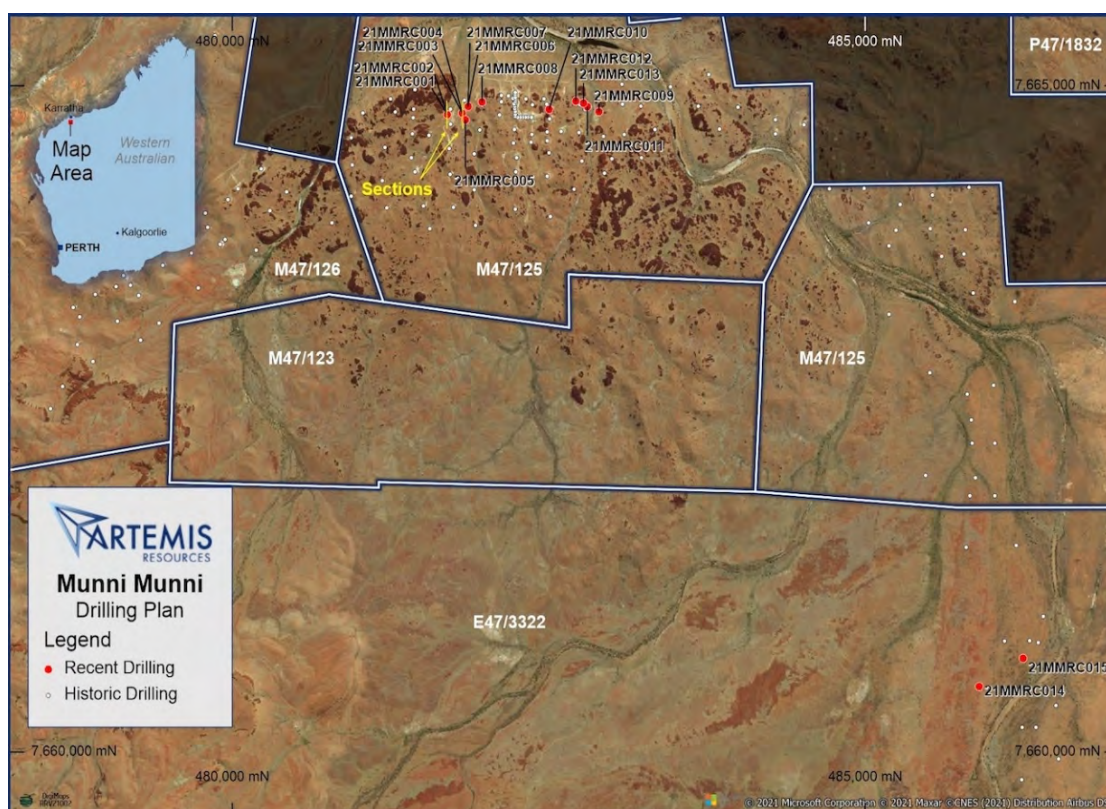 480,000 mN
485,000 mN
P47/1832
7,665,000 mN
21MMRC004
21MMRC003
21MMRC002
21MMRC001
21MMRC007
21MMRC006
21MMRC008
21MMRC010
21MMRC012
21MMRC013
21MMRC009
21MMRC011
21MMRC005
Sections
Karratha
Map
Area
Western
Australian
Kalgoorlie
PERTH
M47/126
M47/125
M47/123
M47/125
ARTEMIS
RESOURCES
Munni Munni
Drilling Plan
Legend
Recent Drilling
Historic Drilling
E47/3322
21MMRC015
21MMRC014
7,660,000 mN
480,000 mN
485,000 mN
7,660,000 mN
DigMaps
© 2021 Microsoft Corporation © 2021 Maxar ©CNES (2021) Distribution Airbus D